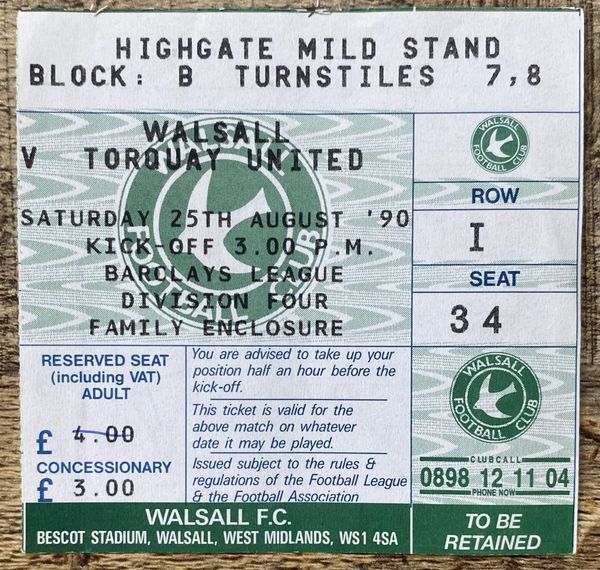 HIGHGATE MILD STAND
BLOCK: B TURNSTILES 7,8
WALSALL
V TORQUAY UNITED
SATURDAY 25TH AUGUST '90
KICK-OFF 3.00 P.M.
BARCLAYS LEAGUE
DIVISION FOUR
FAMILY ENCLOSURE
WALSALL
FOOTBALL CLUB
WALSALL
FOOTBALL CLUB
ROW
I
SEAT
34
RESERVED SEAT
(including VAT)
ADULT
£ 4.00
CONCESSIONARY
£ 3.00
You are advised to take up your
position half an hour before the
kick-off.
This ticket is valid for the
above match on whatever
date it may be played.
Issued subject to the rules &
regulations of the Football League
& the Football Association
WALSALL
FOOTBALL CLUB
CLUBCALL
0898 12 11 04
PHONE NOW
WALSALL F.C.
BESCOT STADIUM, WALSALL, WEST MIDLANDS, WS1 4SA
TO BE
RETAINED